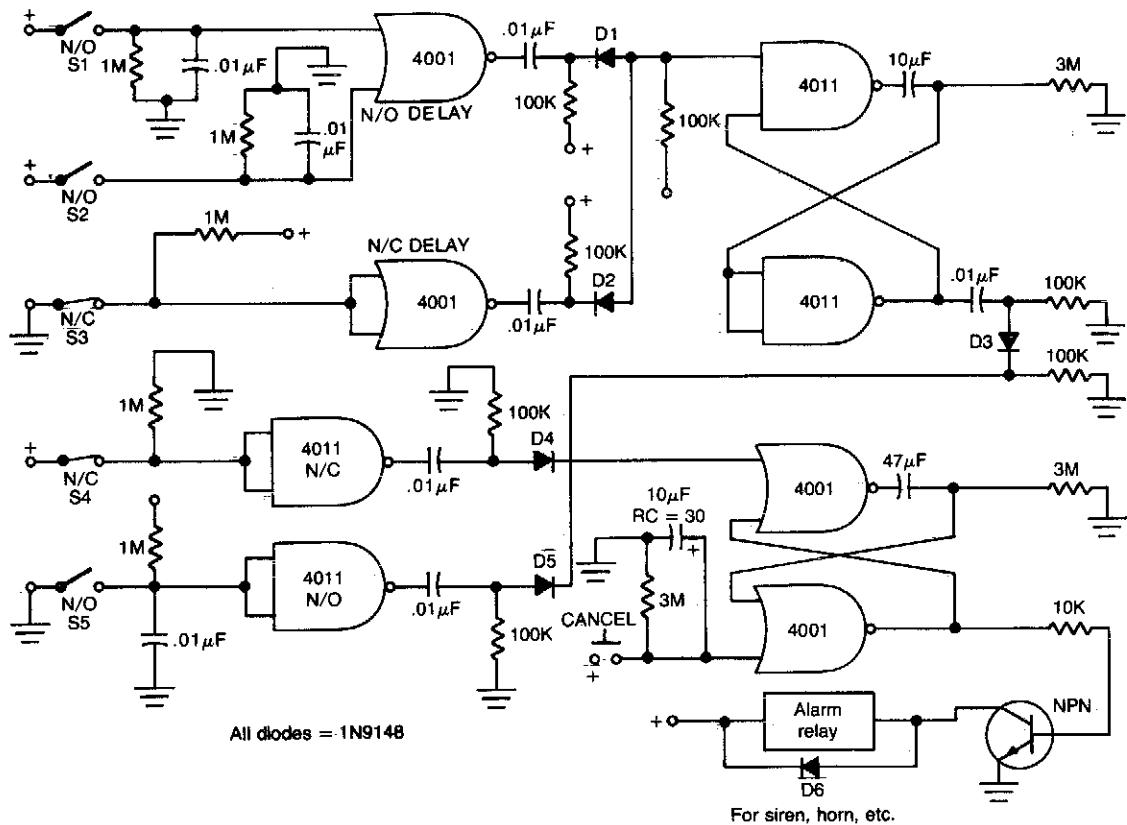 +
N/O
S1
1M
.01µF
1M
.01
µF
4001
N/O DELAY
.01µF
D1
100K
+
100K
4011
10µF
3M
+
N/O
S2
1M
+
N/C
S3
N/C DELAY
4001
+
100K
D2
.01µF
4011
.01µF
100K
D3
100K
1M
+
N/C
S4
4011
N/C
.01µF
100K
D4
4001
47µF
3M
1M
N/O
S5
.01µF
4011
N/O
.01µF
D5
100K
10µF
RC = 30
+
3M
CANCEL
+
4001
10K
NPN
+
Alarm
relay
D6
All diodes = 1N9148
For siren, horn, etc.